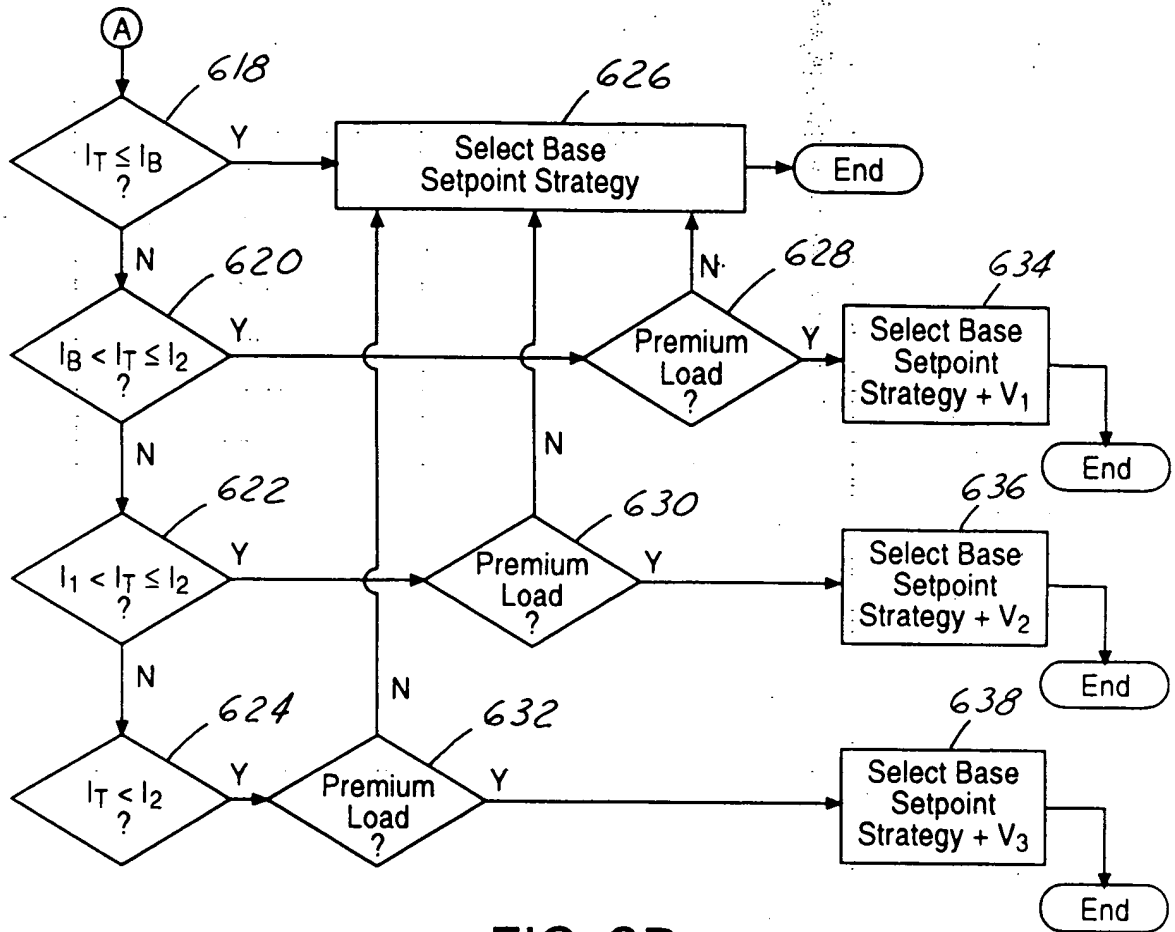 A
618
I_T ≤ I_B
?
Y
626
Select Base
Setpoint Strategy
End
N
620
I_B < I_T ≤ I_2
?
Y
N
628
Premium
Load
?
Y
634
Select Base
Setpoint
Strategy + V_1
End
N
622
I_1 < I_T ≤ I_2
?
Y
N
630
Premium
Load
?
Y
636
Select Base
Setpoint
Strategy + V_2
End
N
624
I_T < I_2
?
Y
N
632
Premium
Load
?
Y
638
Select Base
Setpoint
Strategy + V_3
End